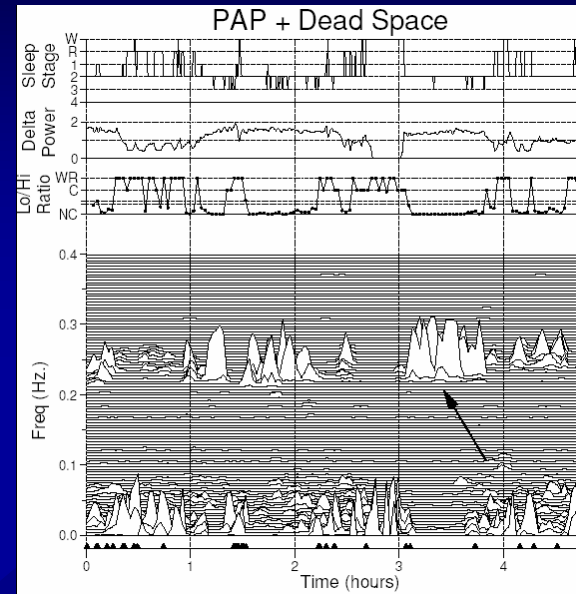 PAP + Dead Space
Sleep Stage
W
R
1
2
3
4
Delta Power
2
0
Lo/Hi Ratio
WR
C
NC
Freq (Hz.)
0.4
0.3
0.2
0.1
0.0
0 1 2 3 4
Time (hours)